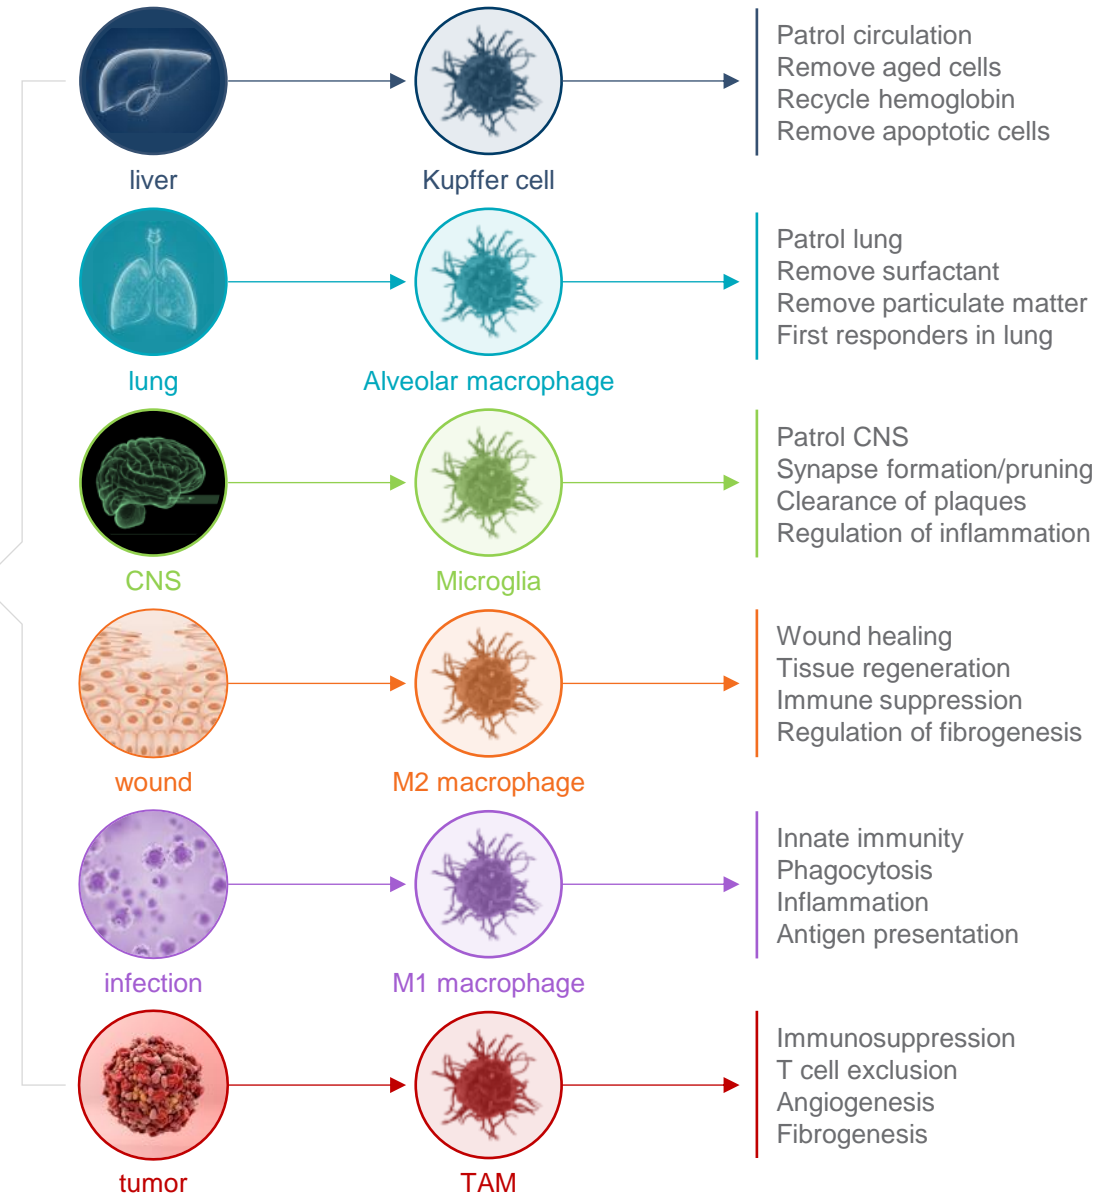 Patrol circulation
Remove aged cells
Recycle hemoglobin
Remove apoptotic cells
liver
Kupffer cell
Patrol lung
Remove surfactant
Remove particulate matter
First responders in lung
lung
Alveolar macrophage
Patrol CNS
Synapse formation/pruning
Clearance of plaques
Regulation of inflammation
CNS
Microglia
Wound healing
Tissue regeneration
Immune suppression
Regulation of fibrogenesis
wound
M2 macrophage
Innate immunity
Phagocytosis
Inflammation
Antigen presentation
infection
M1 macrophage
Immunosuppression
T cell exclusion
Angiogenesis
Fibrogenesis
tumor
TAM